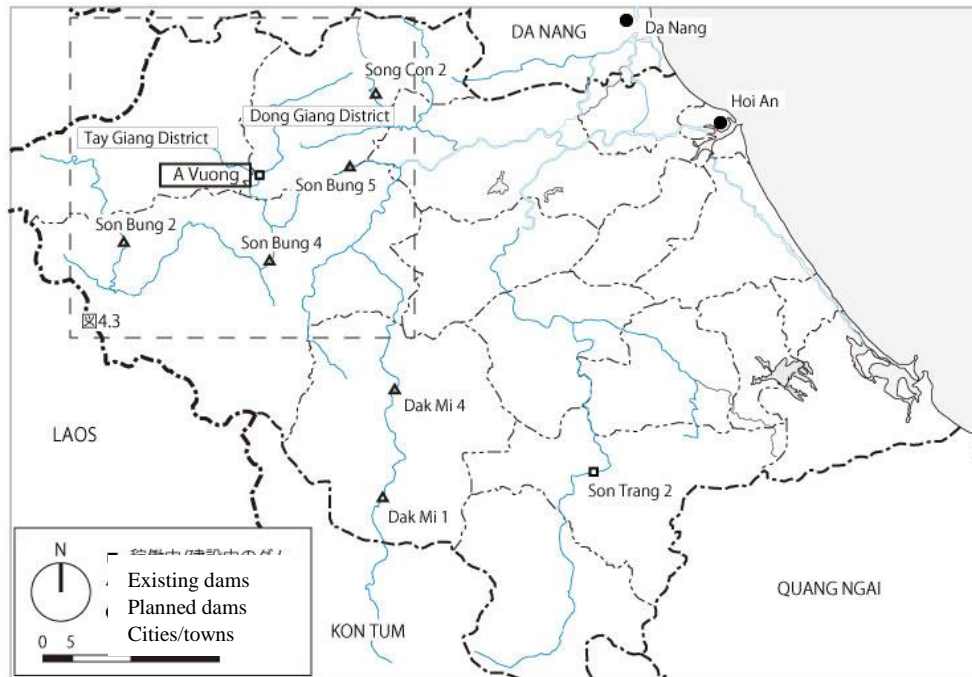 DA NANG
Da Nang
Song Con 2
Hoi An
Dong Giang District
Tay Giang District
A Vuong
Son Bung 5
Son Bung 2
Son Bung 4
図4.3
Dak Mi 4
LAOS
Son Trang 2
Dak Mi 1
N
Existing dams
Planned dams
Cities/towns
0 5
KON TUM
QUANG NGAI